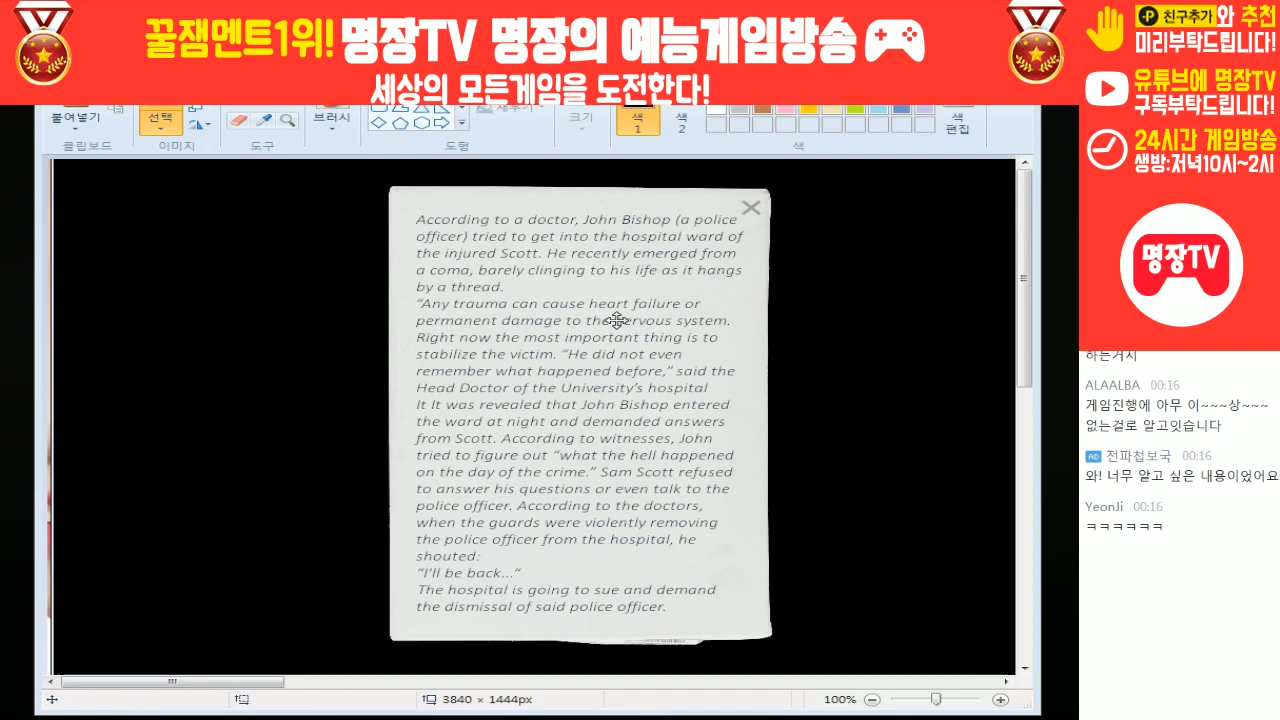 꿀잼멘트1위! 명장TV 명장의 예능게임방송
세상의 모든게임을 도전한다!
친구추가와 추천
미리부탁드립니다!
유튜브에 명장TV
구독부탁드립니다!
24시간 게임방송
생방:저녁10시~2시
명장TV
붙여넣기
선택
브러시
채우기
크기
색
1
색
2
색
편집
클립보드
이미지
도구
도형
색
According to a doctor, John Bishop (a police
officer) tried to get into the hospital ward of
the injured Scott. He recently emerged from
a coma, barely clinging to his life as it hangs
by a thread.
“Any trauma can cause heart failure or
permanent damage to the nervous system.
Right now the most important thing is to
stabilize the victim. “He did not even
remember what happened before,” said the
Head Doctor of the University’s hospital
It It was revealed that John Bishop entered
the ward at night and demanded answers
from Scott. According to witnesses, John
tried to figure out “what the hell happened
on the day of the crime.” Sam Scott refused
to answer his questions or even talk to the
police officer. According to the doctors,
when the guards were violently removing
the police officer from the hospital, he
shouted:
“I'll be back...“
The hospital is going to sue and demand
the dismissal of said police officer.
3840 × 1444px
100%
하는거지
ALAALBA 00:16
게임진행에 아무 이~~~상~~~
없는걸로 알고잇습니다
AD 전파첩보국 00:16
와! 너무 알고 싶은 내용이었어요
YeonJi 00:16
ㅋㅋㅋㅋㅋㅋ